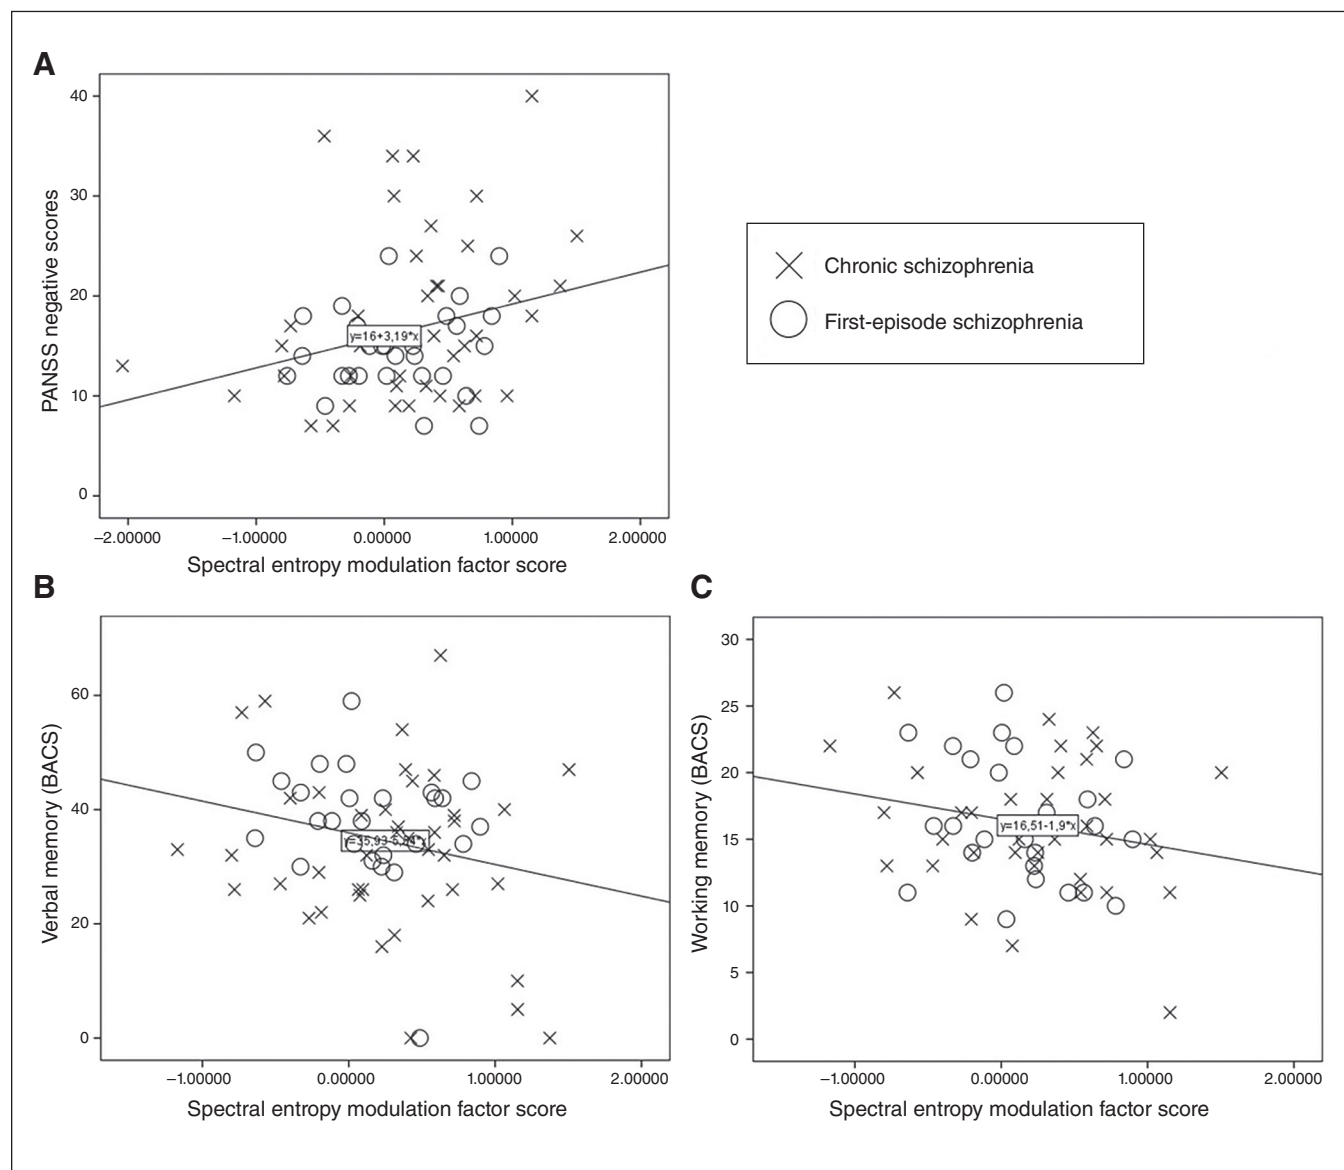 A
40
30
20
10
0
PANSS negative scores
y=16+3,19*x
–2.00000 –1.00000 0.00000 1.00000 2.00000
Spectral entropy modulation factor score
Chronic schizophrenia
First-episode schizophrenia
B
60
40
20
0
Verbal memory (BACS)
–1.00000 0.00000 1.00000 2.00000
Spectral entropy modulation factor score
C
30
25
20
15
10
5
0
Working memory (BACS)
y=16,51-1,9*x
–1.00000 0.00000 1.00000 2.00000
Spectral entropy modulation factor score